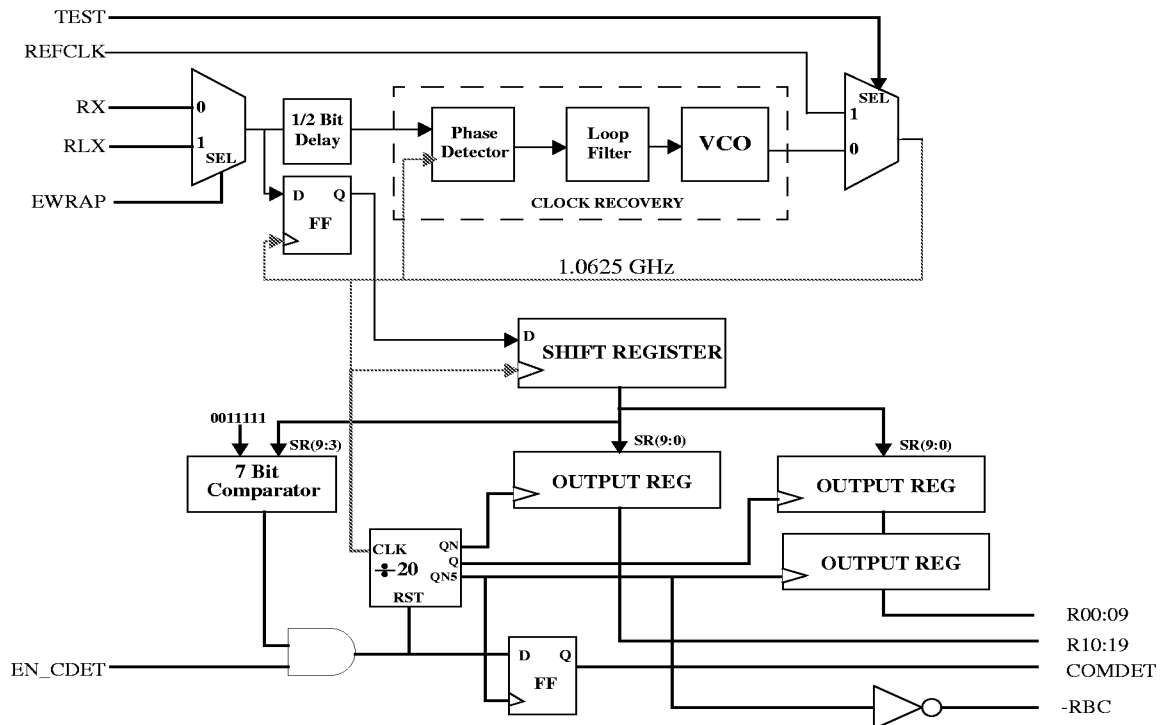 TEST
REFCLK
RX
RLX
EWRAP
0
1
SEL
1/2 Bit
Delay
Phase
Detector
Loop
Filter
VCO
CLOCK RECOVERY
SEL
1
0
D Q
FF
1.0625 GHz
D
SHIFT REGISTER
0011111
SR(9:3)
SR(9:0)
SR(9:0)
7 Bit
Comparator
OUTPUT REG
OUTPUT REG
CLK
÷20
RST
QN
Q
QN5
OUTPUT REG
R00:09
R10:19
EN_CDET
D Q
FF
COMDET
-RBC